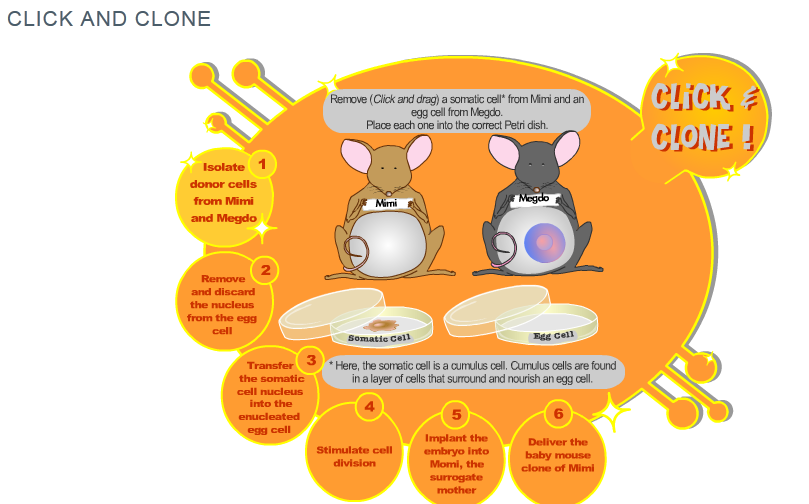 CLICK AND CLONE
CLiCK &
CLONE !
Remove (Click and drag) a somatic cell* from Mimi and an
egg cell from Megdo.
Place each one into the correct Petri dish.
Mimi
Megdo
1
Isolate
donor cells
from Mimi
and Megdo
2
Remove
and discard
the nucleus
from the egg
cell
Somatic Cell
Egg Cell
3
Transfer
the somatic
cell nucleus
into the
enucleated
egg cell
* Here, the somatic cell is a cumulus cell. Cumulus cells are found
in a layer of cells that surround and nourish an egg cell.
4
Stimulate cell
division
5
Implant the
embryo into
Momi, the
surrogate
mother
6
Deliver the
baby mouse
clone of Mimi